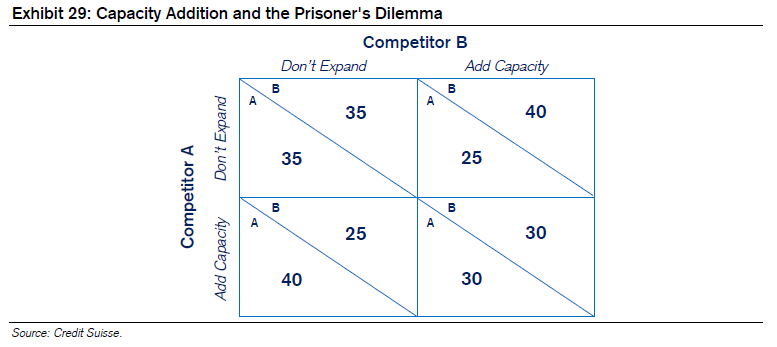 Exhibit 29: Capacity Addition and the Prisoner's Dilemma
Competitor B
Don't Expand Add Capacity
Competitor A
Don't Expand
B
A
35
35
B
A
40
25
Add Capacity
B
A
25
40
B
A
30
30
Source: Credit Suisse.